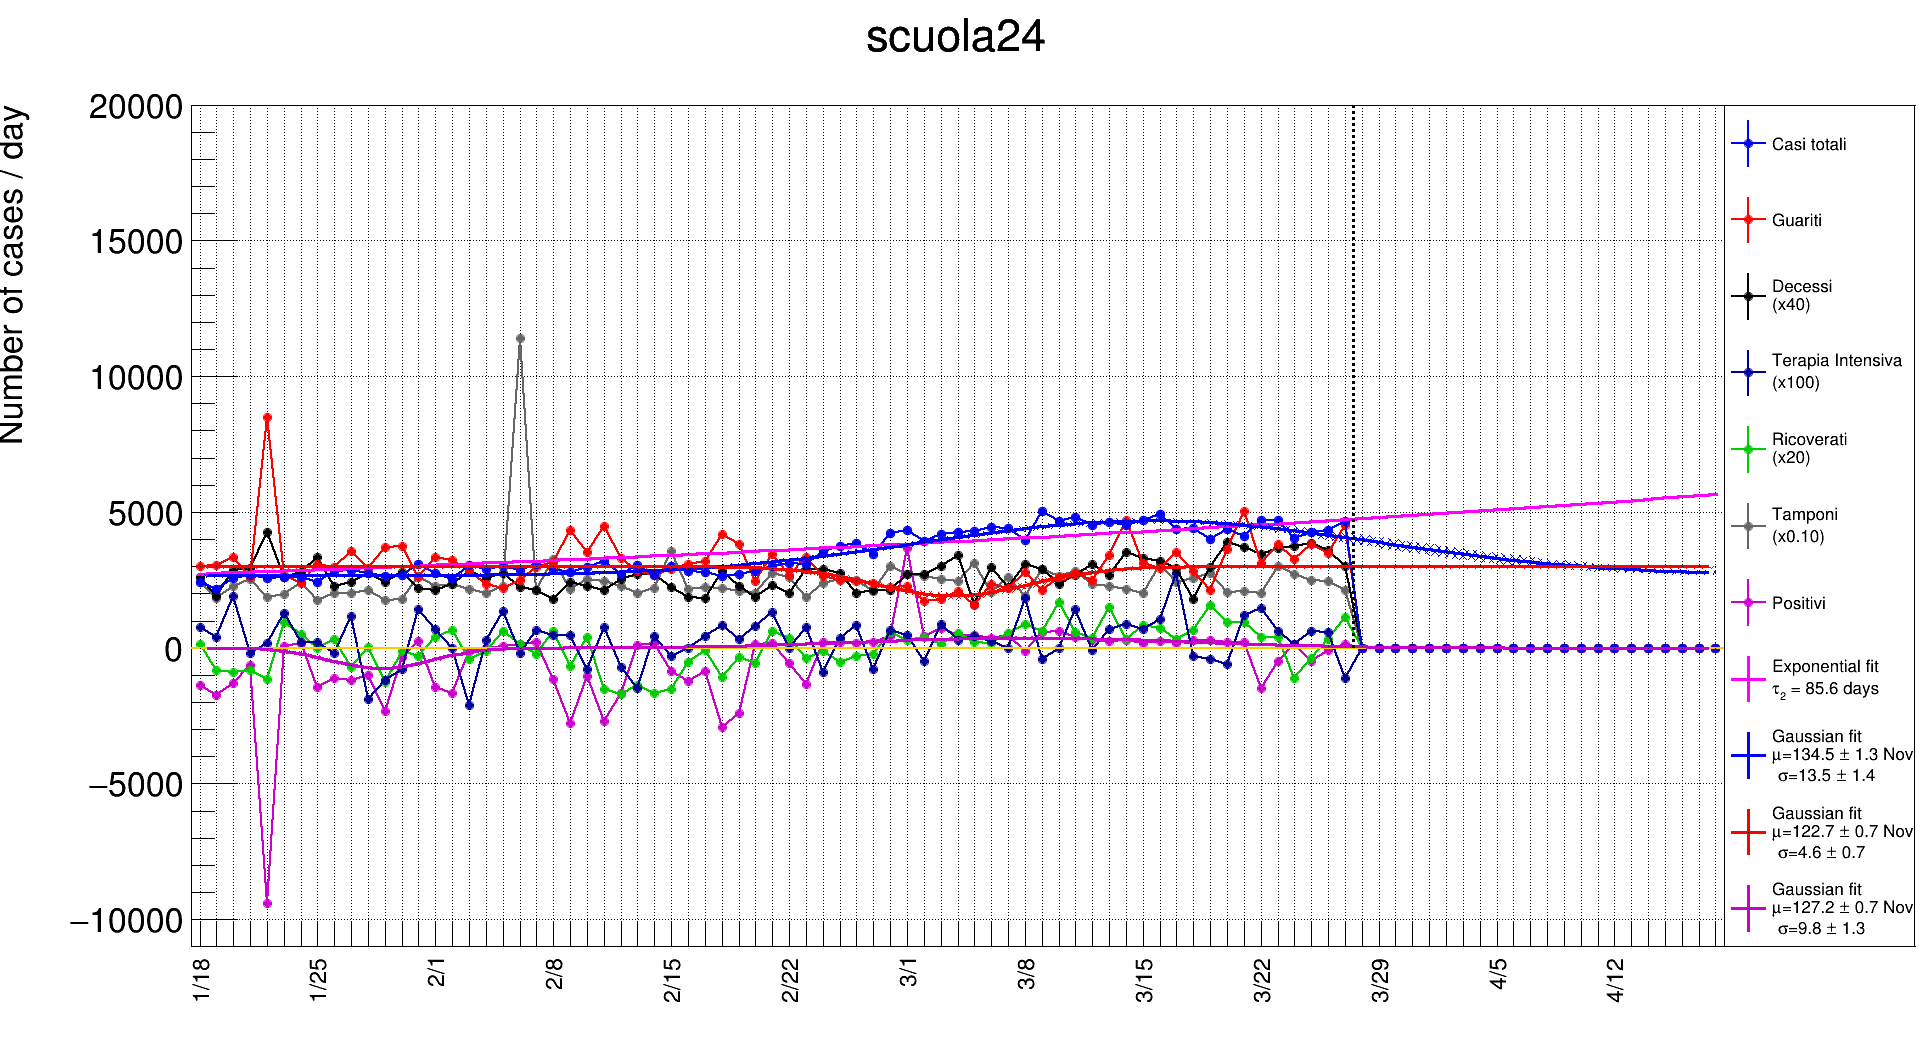 scuola24
Number of cases / day
20000
15000
10000
5000
0
−5000
−10000
1/18
1/25
2/1
2/8
2/15
2/22
3/1
3/8
3/15
3/22
3/29
4/5
4/12
Casi totali
Guariti
Decessi
(x40)
Terapia Intensiva
(x100)
Ricoverati
(x20)
Tamponi
(x0.10)
Positivi
Exponential fit
τ2 = 85.6 days
Gaussian fit
μ=134.5 ± 1.3 Nov
σ=13.5 ± 1.4
Gaussian fit
μ=122.7 ± 0.7 Nov
σ=4.6 ± 0.7
Gaussian fit
μ=127.2 ± 0.7 Nov
σ=9.8 ± 1.3